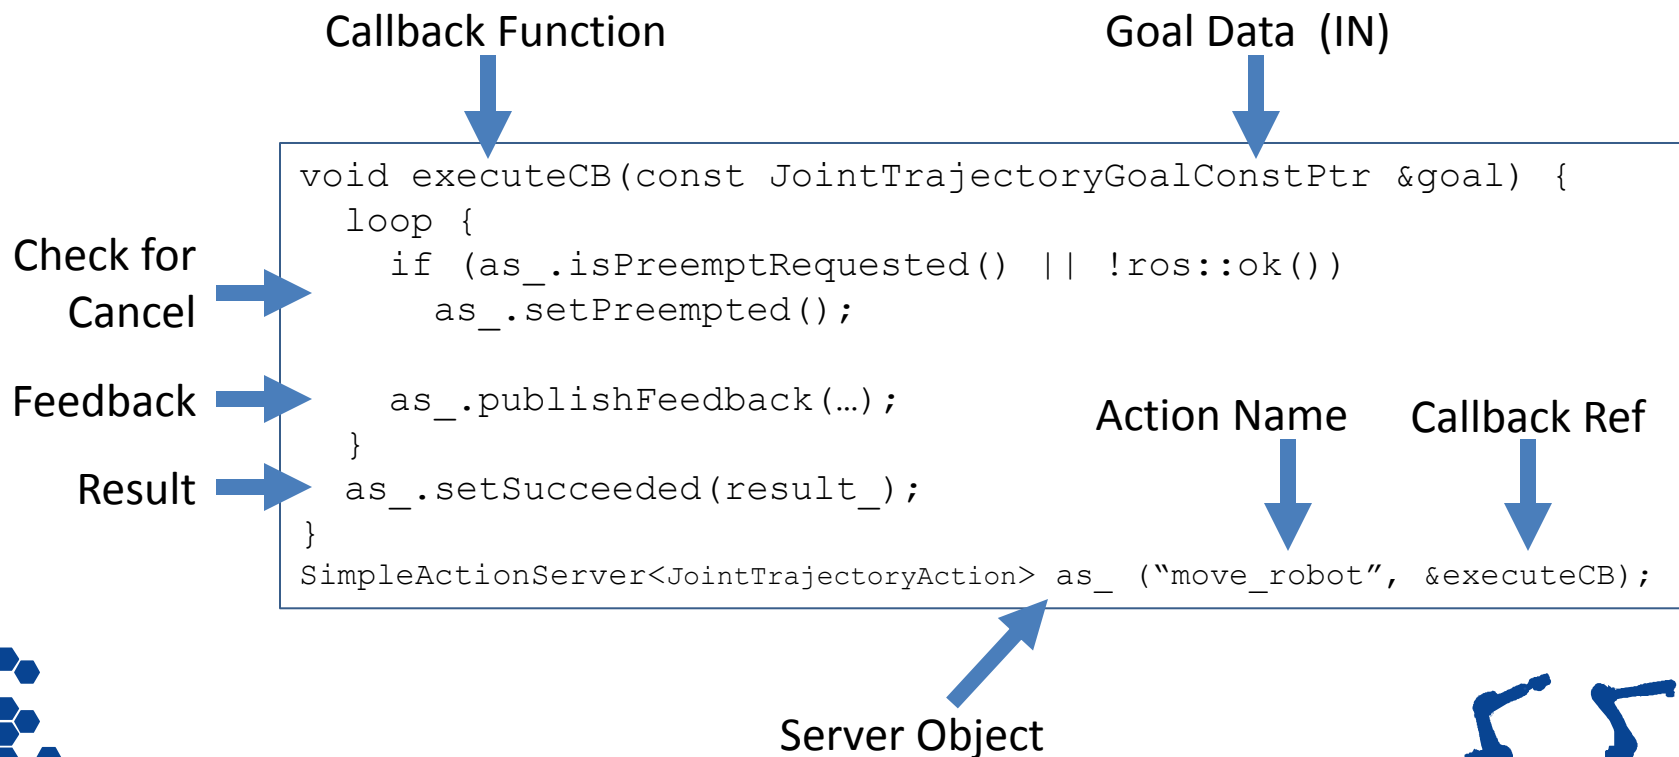 Callback Function
Goal Data  (IN)
void executeCB(const JointTrajectoryGoalConstPtr &goal) {
loop {
Check for
Cancel
if (as_.isPreemptRequested() || !ros::ok())
as_.setPreempted();
Feedback
as_.publishFeedback(…);
Action Name
Callback Ref
}
Result
as_.setSucceeded(result_);
}
SimpleActionServer<JointTrajectoryAction> as_ (“move_robot”, &executeCB);
Server Object